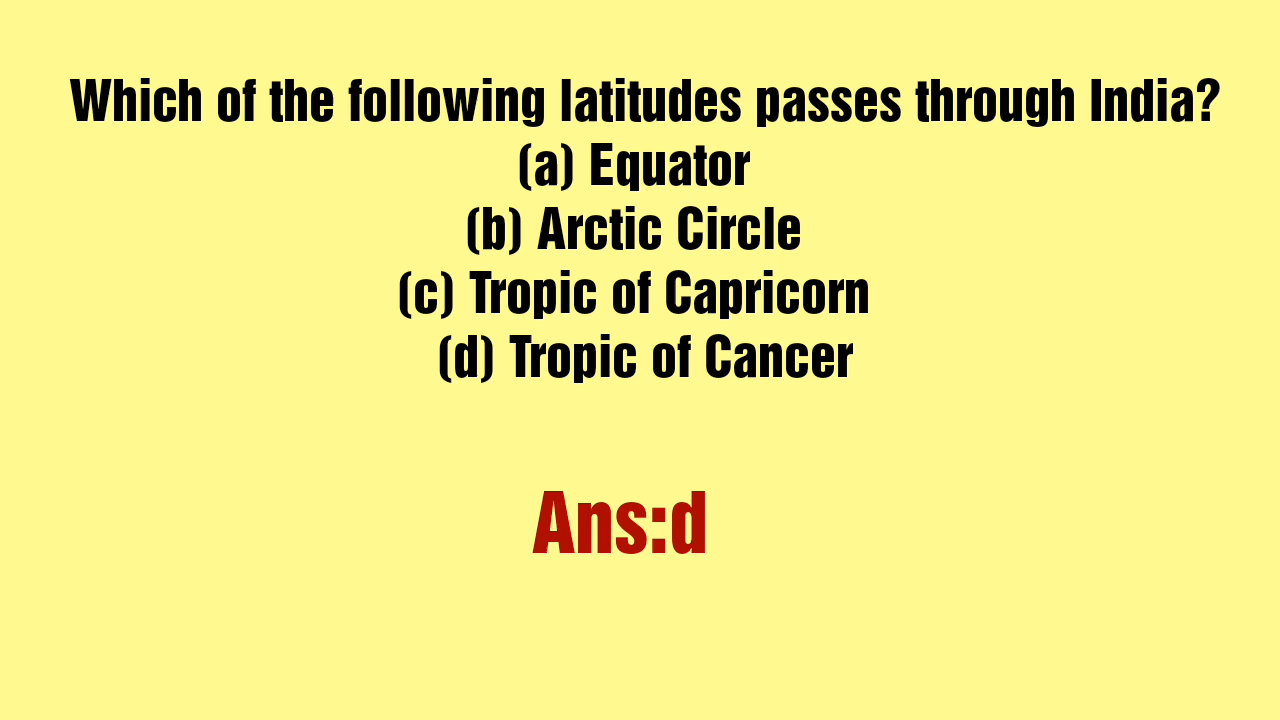 Which of the following latitudes passes through India?
(a) Equator
(b) Arctic Circle
(c) Tropic of Capricorn
(d) Tropic of Cancer
Ans:d